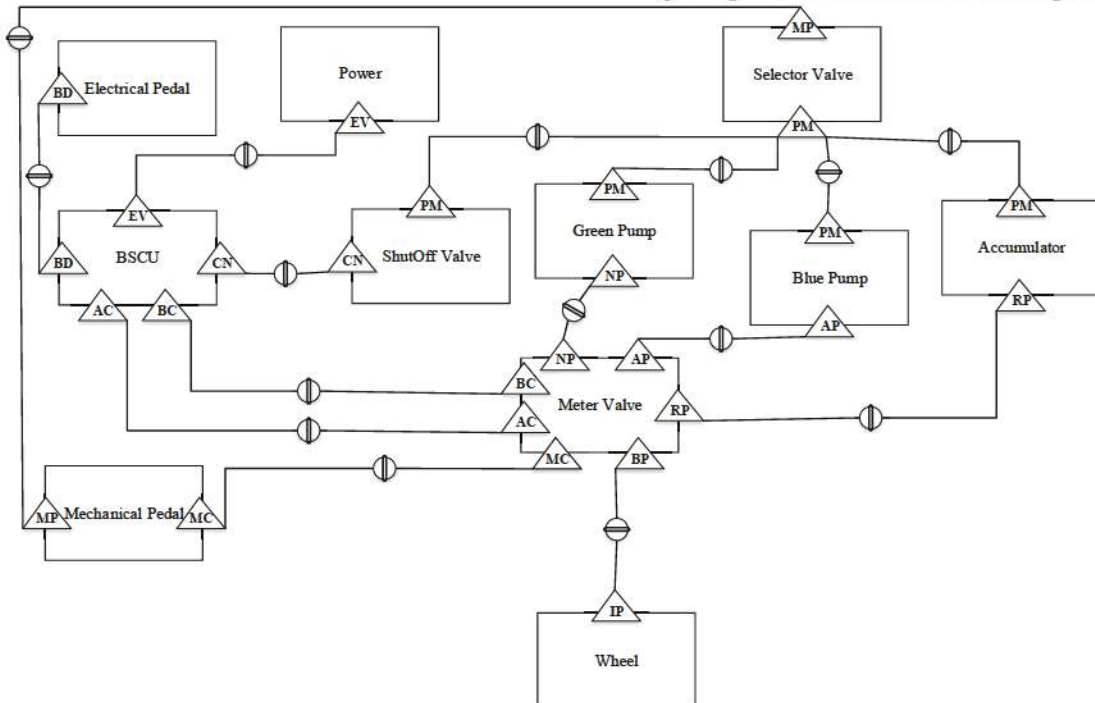 MP
Electrical Pedal
BD
Power
EV
Selector Valve
PM
EV
BD
BSCU
CN
AC
BC
PM
CN
ShutOff Valve
PM
Green Pump
NP
PM
Blue Pump
AP
PM
Accumulator
RP
NP
AP
BC
Meter Valve
AC
RP
MC
BP
MP
Mechanical Pedal
MC
IP
Wheel